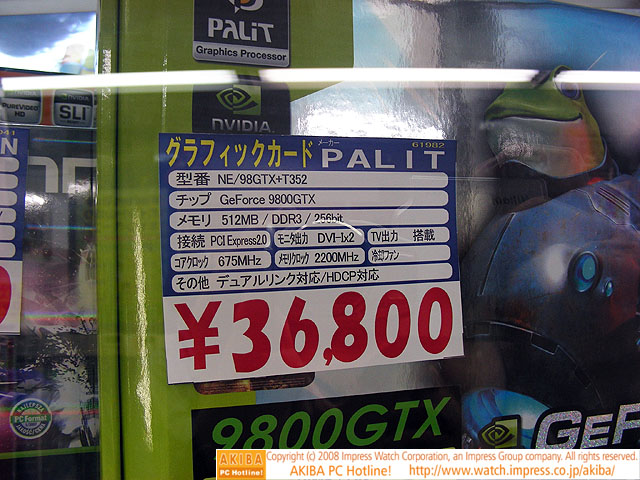 PALIT
Graphics Processor
PUREVIDEO
HD
SLI
NVIDIA
グラフィックカード メーカー PALIT 61982
型番 NE/98GTX+T352
チップ GeForce 9800GTX
メモリ 512MB / DDR3 / 256bit
接続 PCI Express2.0 モニタ出力 DVI-Ix2 TV出力 搭載
コアクロック 675MHz メモリクロック 2200MHz 冷却ファン
その他 デュアルリンク対応/HDCP対応
¥36,800
PC Format
9800GTX
GEF
AKIBA
PC Hotline!
Copyright (c) 2008 Impress Watch Corporation, an Impress Group company. All rights reserved.
AKIBA PC Hotline! http://www.watch.impress.co.jp/akiba/